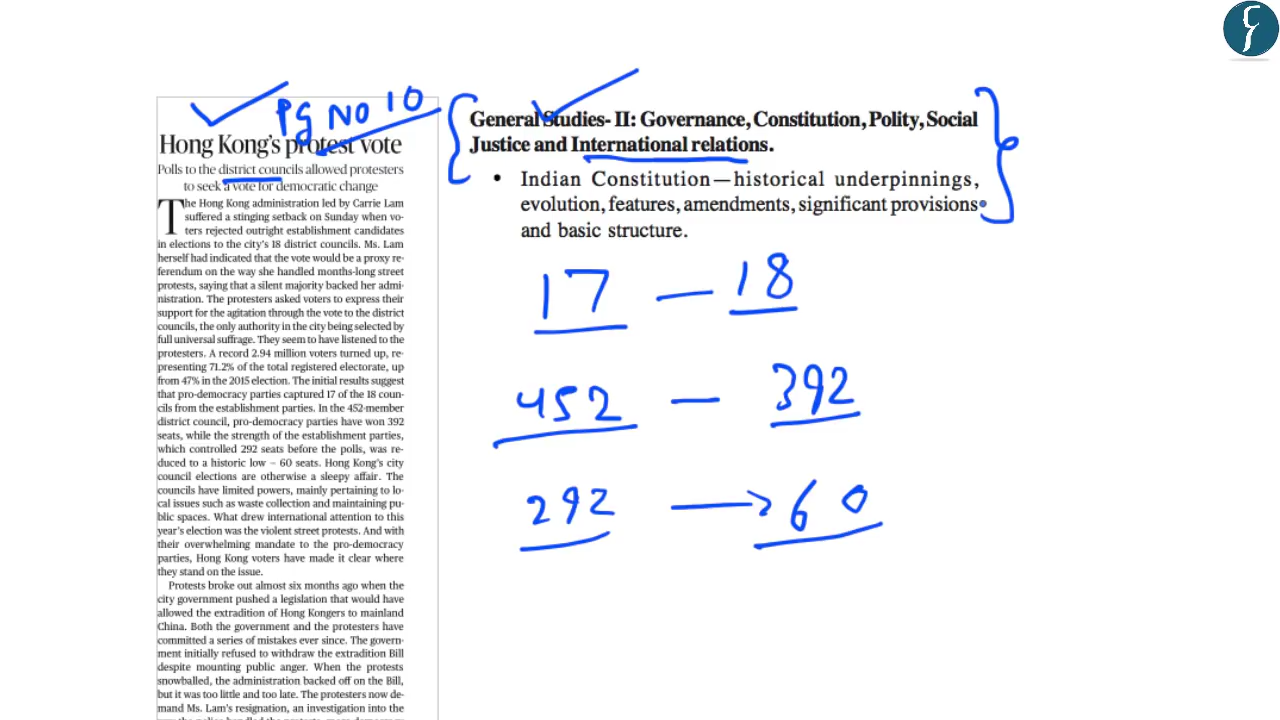 Pg No 10
Hong Kong's protest vote
Polls to the district councils allowed protesters
to seek a vote for democratic change
The Hong Kong administration led by Carrie Lam
suffered a stinging setback on Sunday when vo-
ters rejected outright establishment candidates
in elections to the city's 18 district councils. Ms. Lam
herself had indicated that the vote would be a proxy re-
ferendum on the way she handled months-long street
protests, saying that a silent majority backed her admi-
nistration. The protesters asked voters to express their
support for the agitation through the vote to the district
councils, the only authority in the city being selected by
full universal suffrage. They seem to have listened to the
protesters. A record 2.94 million voters turned up, re-
presenting 71.2% of the total registered electorate, up
from 47% in the 2015 election. The initial results suggest
that pro-democracy parties captured 17 of the 18 coun-
cils from the establishment parties. In the 452-member
district council, pro-democracy parties have won 392
seats, while the strength of the establishment parties,
which controlled 292 seats before the polls, was re-
duced to a historic low – 60 seats. Hong Kong's city
council elections are otherwise a sleepy affair. The
councils have limited powers, mainly pertaining to lo-
cal issues such as waste collection and maintaining pu-
blic spaces. What drew international attention to this
year's election was the violent street protests. And with
their overwhelming mandate to the pro-democracy
parties, Hong Kong voters have made it clear where
they stand on the issue.
Protests broke out almost six months ago when the
city government pushed a legislation that would have
allowed the extradition of Hong Kongers to mainland
China. Both the government and the protesters have
committed a series of mistakes ever since. The govern-
ment initially refused to withdraw the extradition Bill
despite mounting public anger. When the protests
snowballed, the administration backed off on the Bill,
but it was too little and too late. The protesters now de-
mand Ms. Lam's resignation, an investigation into the
General Studies- II: Governance, Constitution, Polity, Social
Justice and International relations.
• Indian Constitution—historical underpinnings,
evolution, features, amendments, significant provisions
and basic structure.
17 — 18
452 — 392
292 → 60